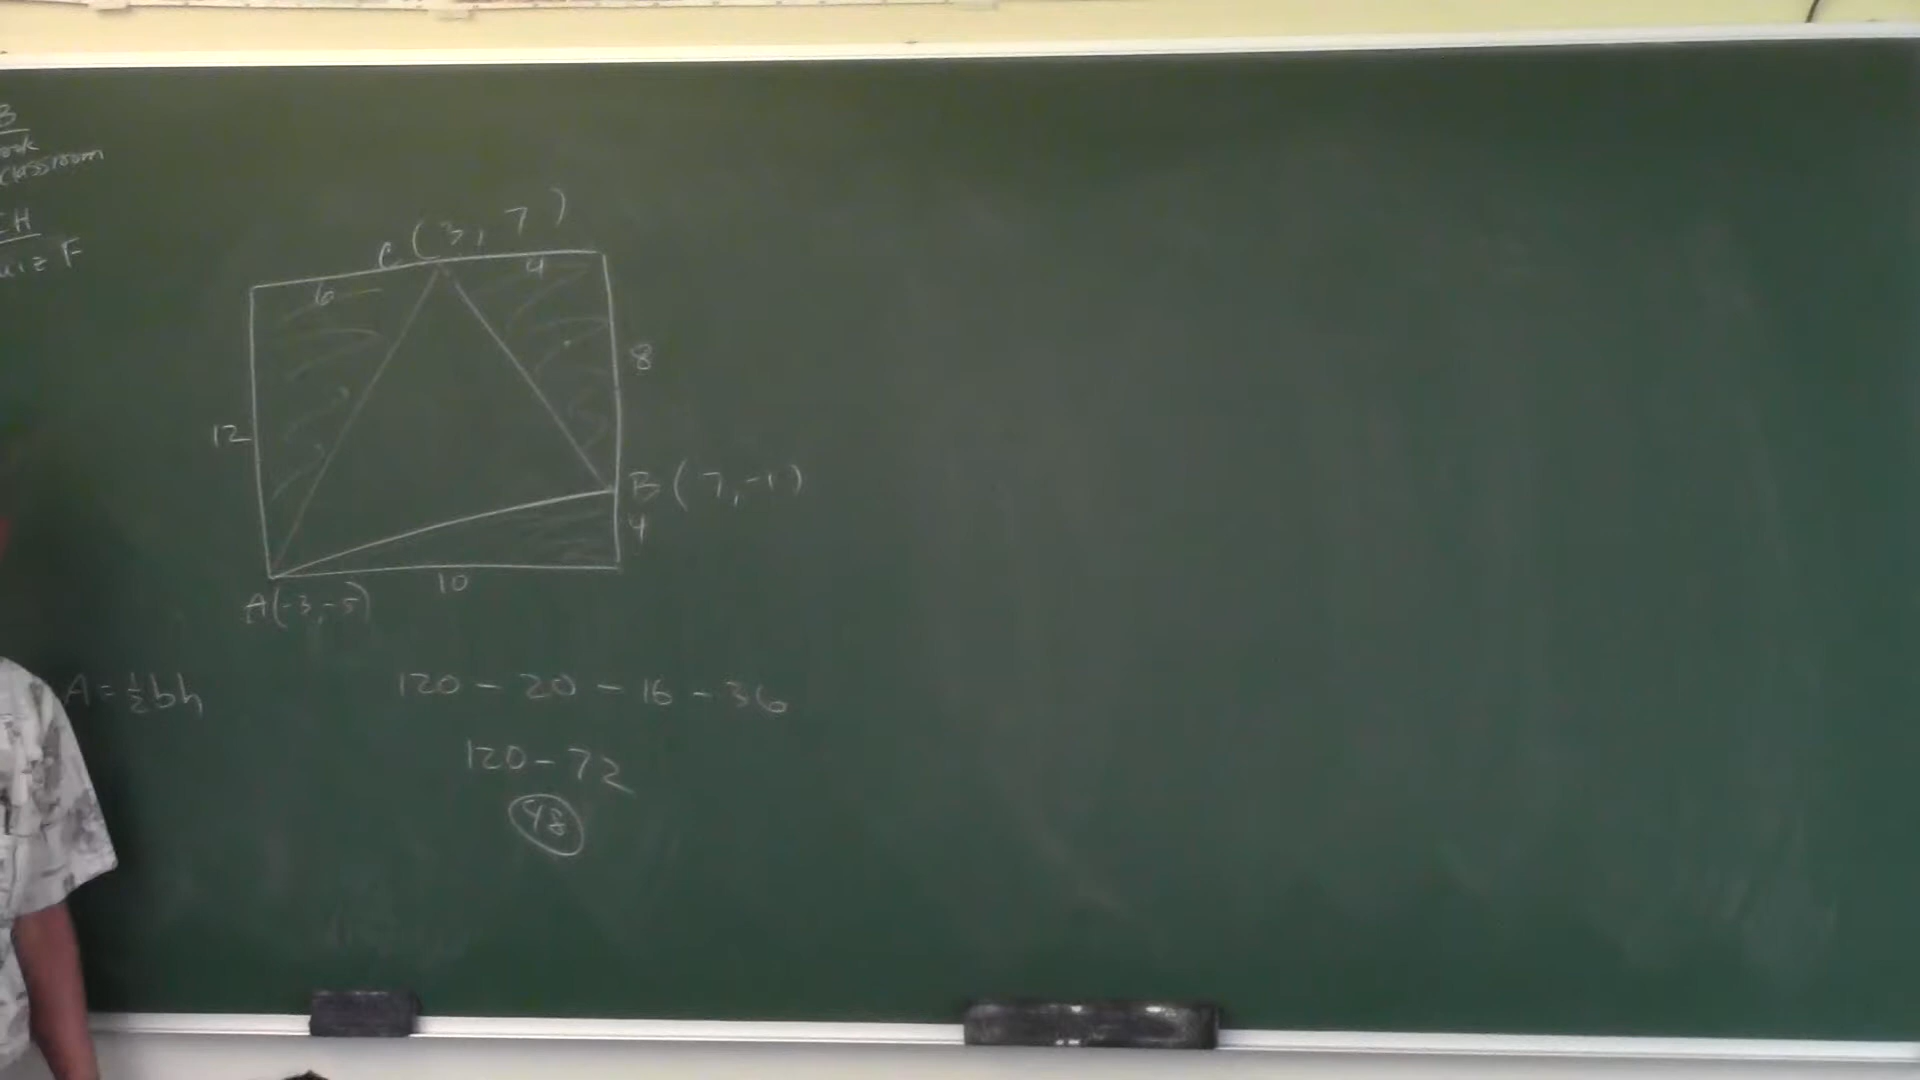 B
classroom
F
C (3, 7)
6
4
8
12
B (7, -1)
4
10
A(-3, -5)
A = ½bh
120 - 20 - 16 - 36
120 - 72
48